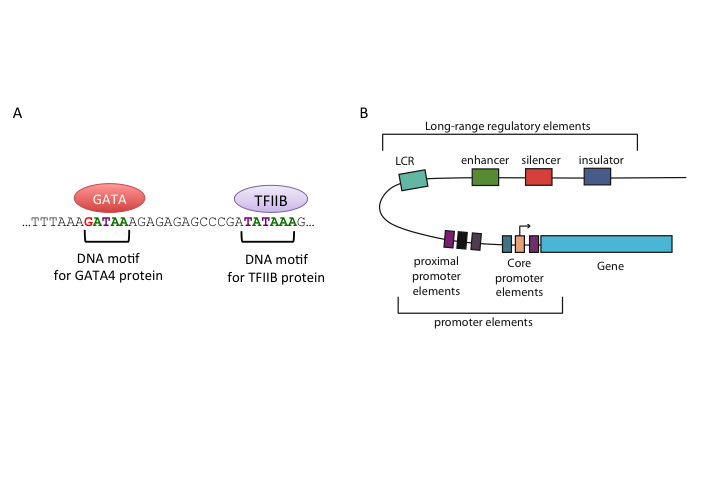 A
GATA
TFIIB
...TTTAAAGATAAAGAGAGAGCCCGATATAAAG...
DNA motif
for GATA4 protein
DNA motif
for TFIIB protein
B
Long-range regulatory elements
LCR
enhancer
silencer
insulator
proximal
promoter
elements
Core
promoter
elements
Gene
promoter elements